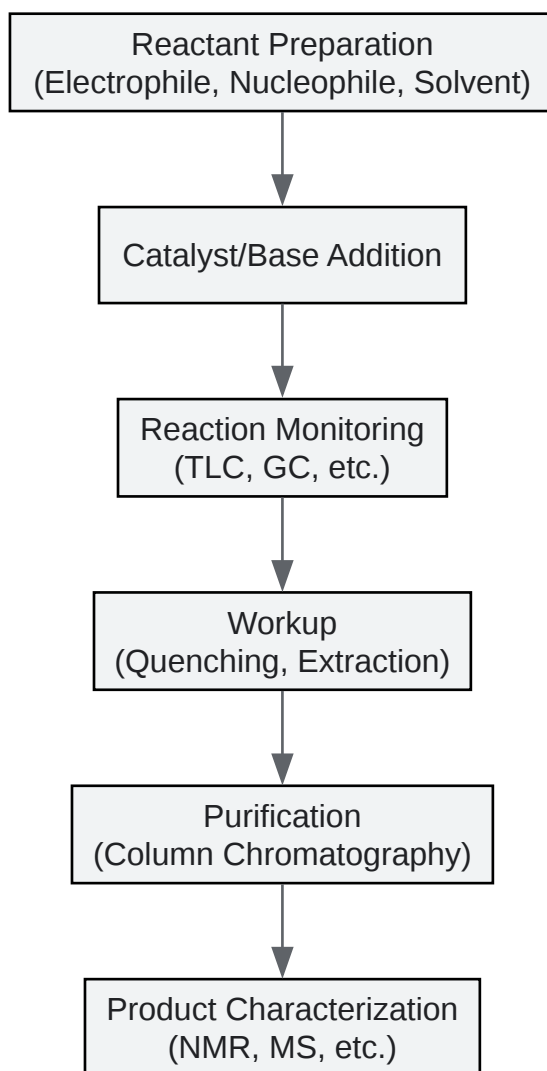 Reactant Preparation
(Electrophile, Nucleophile, Solvent)
Catalyst/Base Addition
Reaction Monitoring
(TLC, GC, etc.)
Workup
(Quenching, Extraction)
Purification
(Column Chromatography)
Product Characterization
(NMR, MS, etc.)